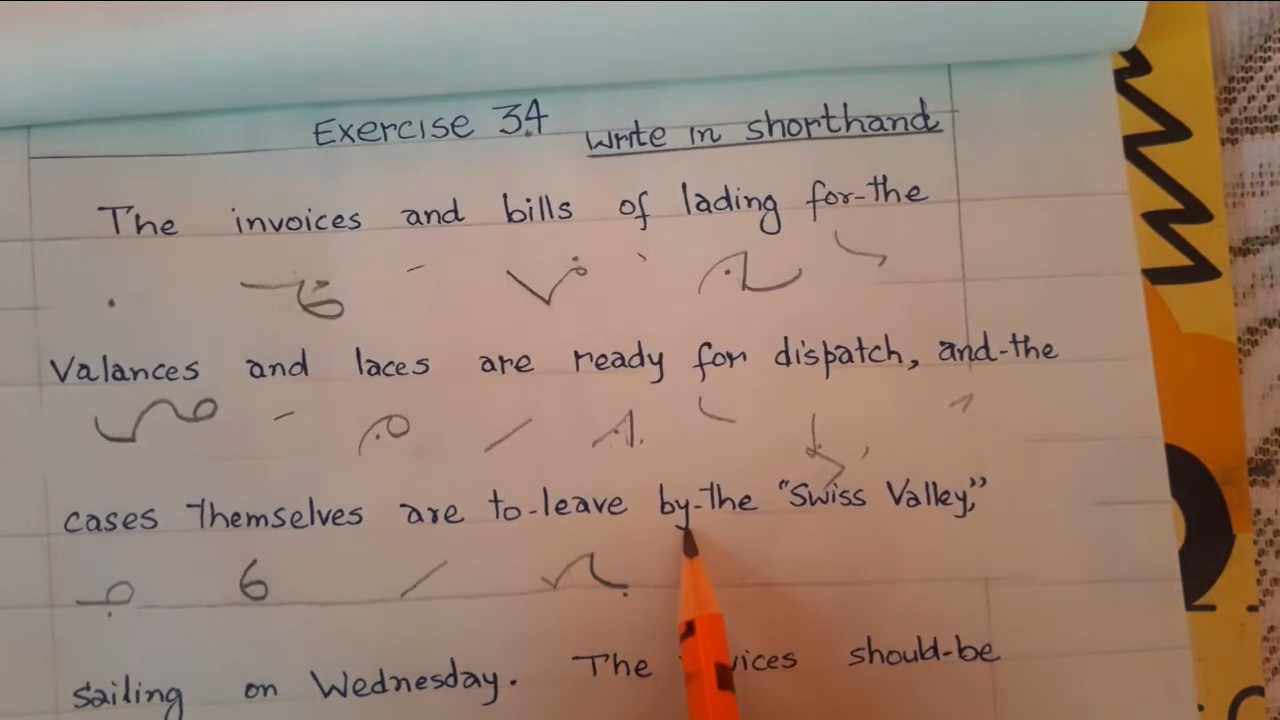 Exercise 34 Write in shorthand
The invoices and bills of lading for-the
Valances and laces are ready for dispatch, and-the
cases themselves are to-leave by-the "Swiss Valley,"
sailing on Wednesday. The should-be